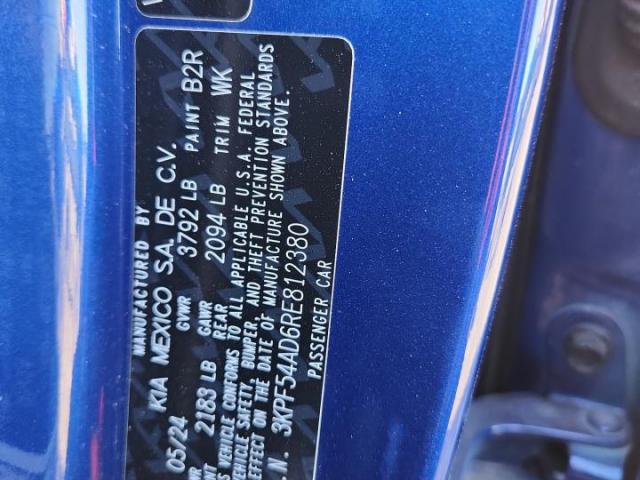 MANUFACTURED BY
05/24 KIA MEXICO S.A. DE C.V.
GVWR 3792 LB PAINT B2R
2183 LB GAWR REAR 2094 LB TRIM WK
VEHICLE CONFORMS TO ALL APPLICABLE U.S.A. FEDERAL
VEHICLE SAFETY, BUMPER, AND THEFT PREVENTION STANDARDS
EFFECT ON THE DATE OF MANUFACTURE SHOWN ABOVE.
.N. 3KPF54AD6RE812380
PASSENGER CAR